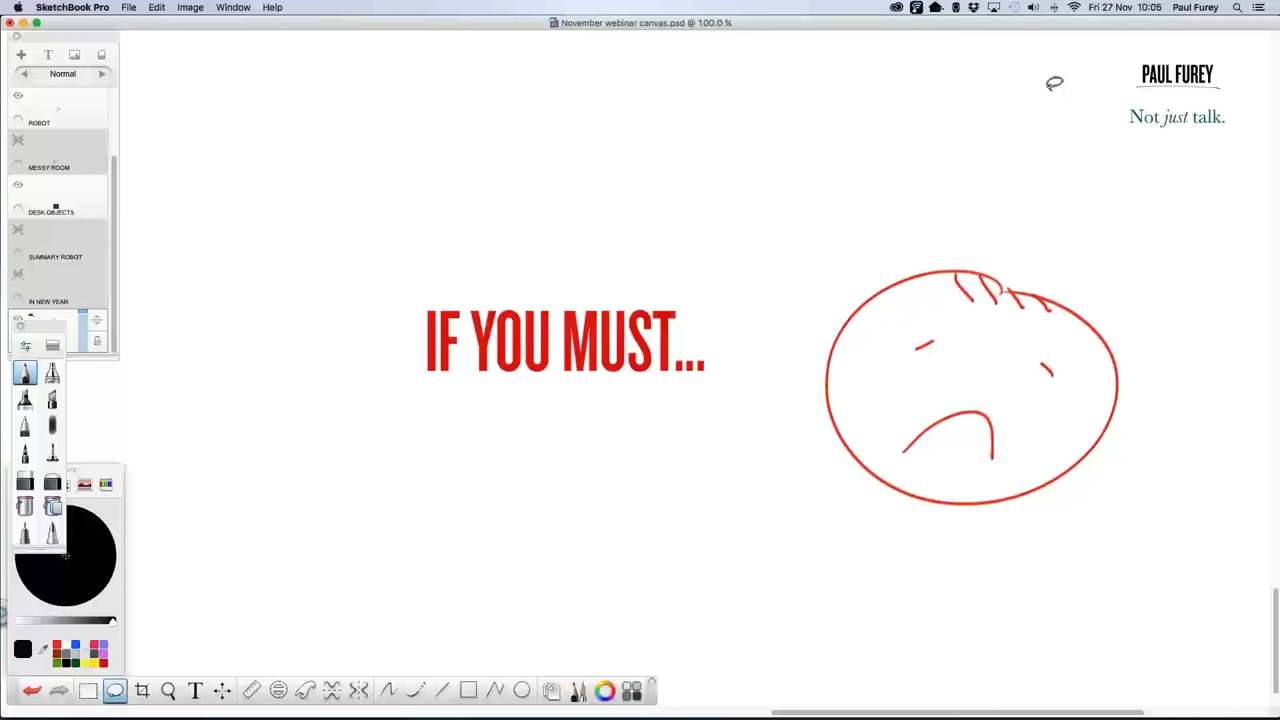 SketchBook Pro File Edit Image Window Help Fri 27 Nov 10:05 Paul Furey
November webinar canvas.psd @ 100.0 %
T
Normal
ROBOT
MESSY ROOM
DESK OBJECTS
SUMMARY ROBOT
IN NEW YEAR
PAUL FUREY
Not just talk.
IF YOU MUST...
T